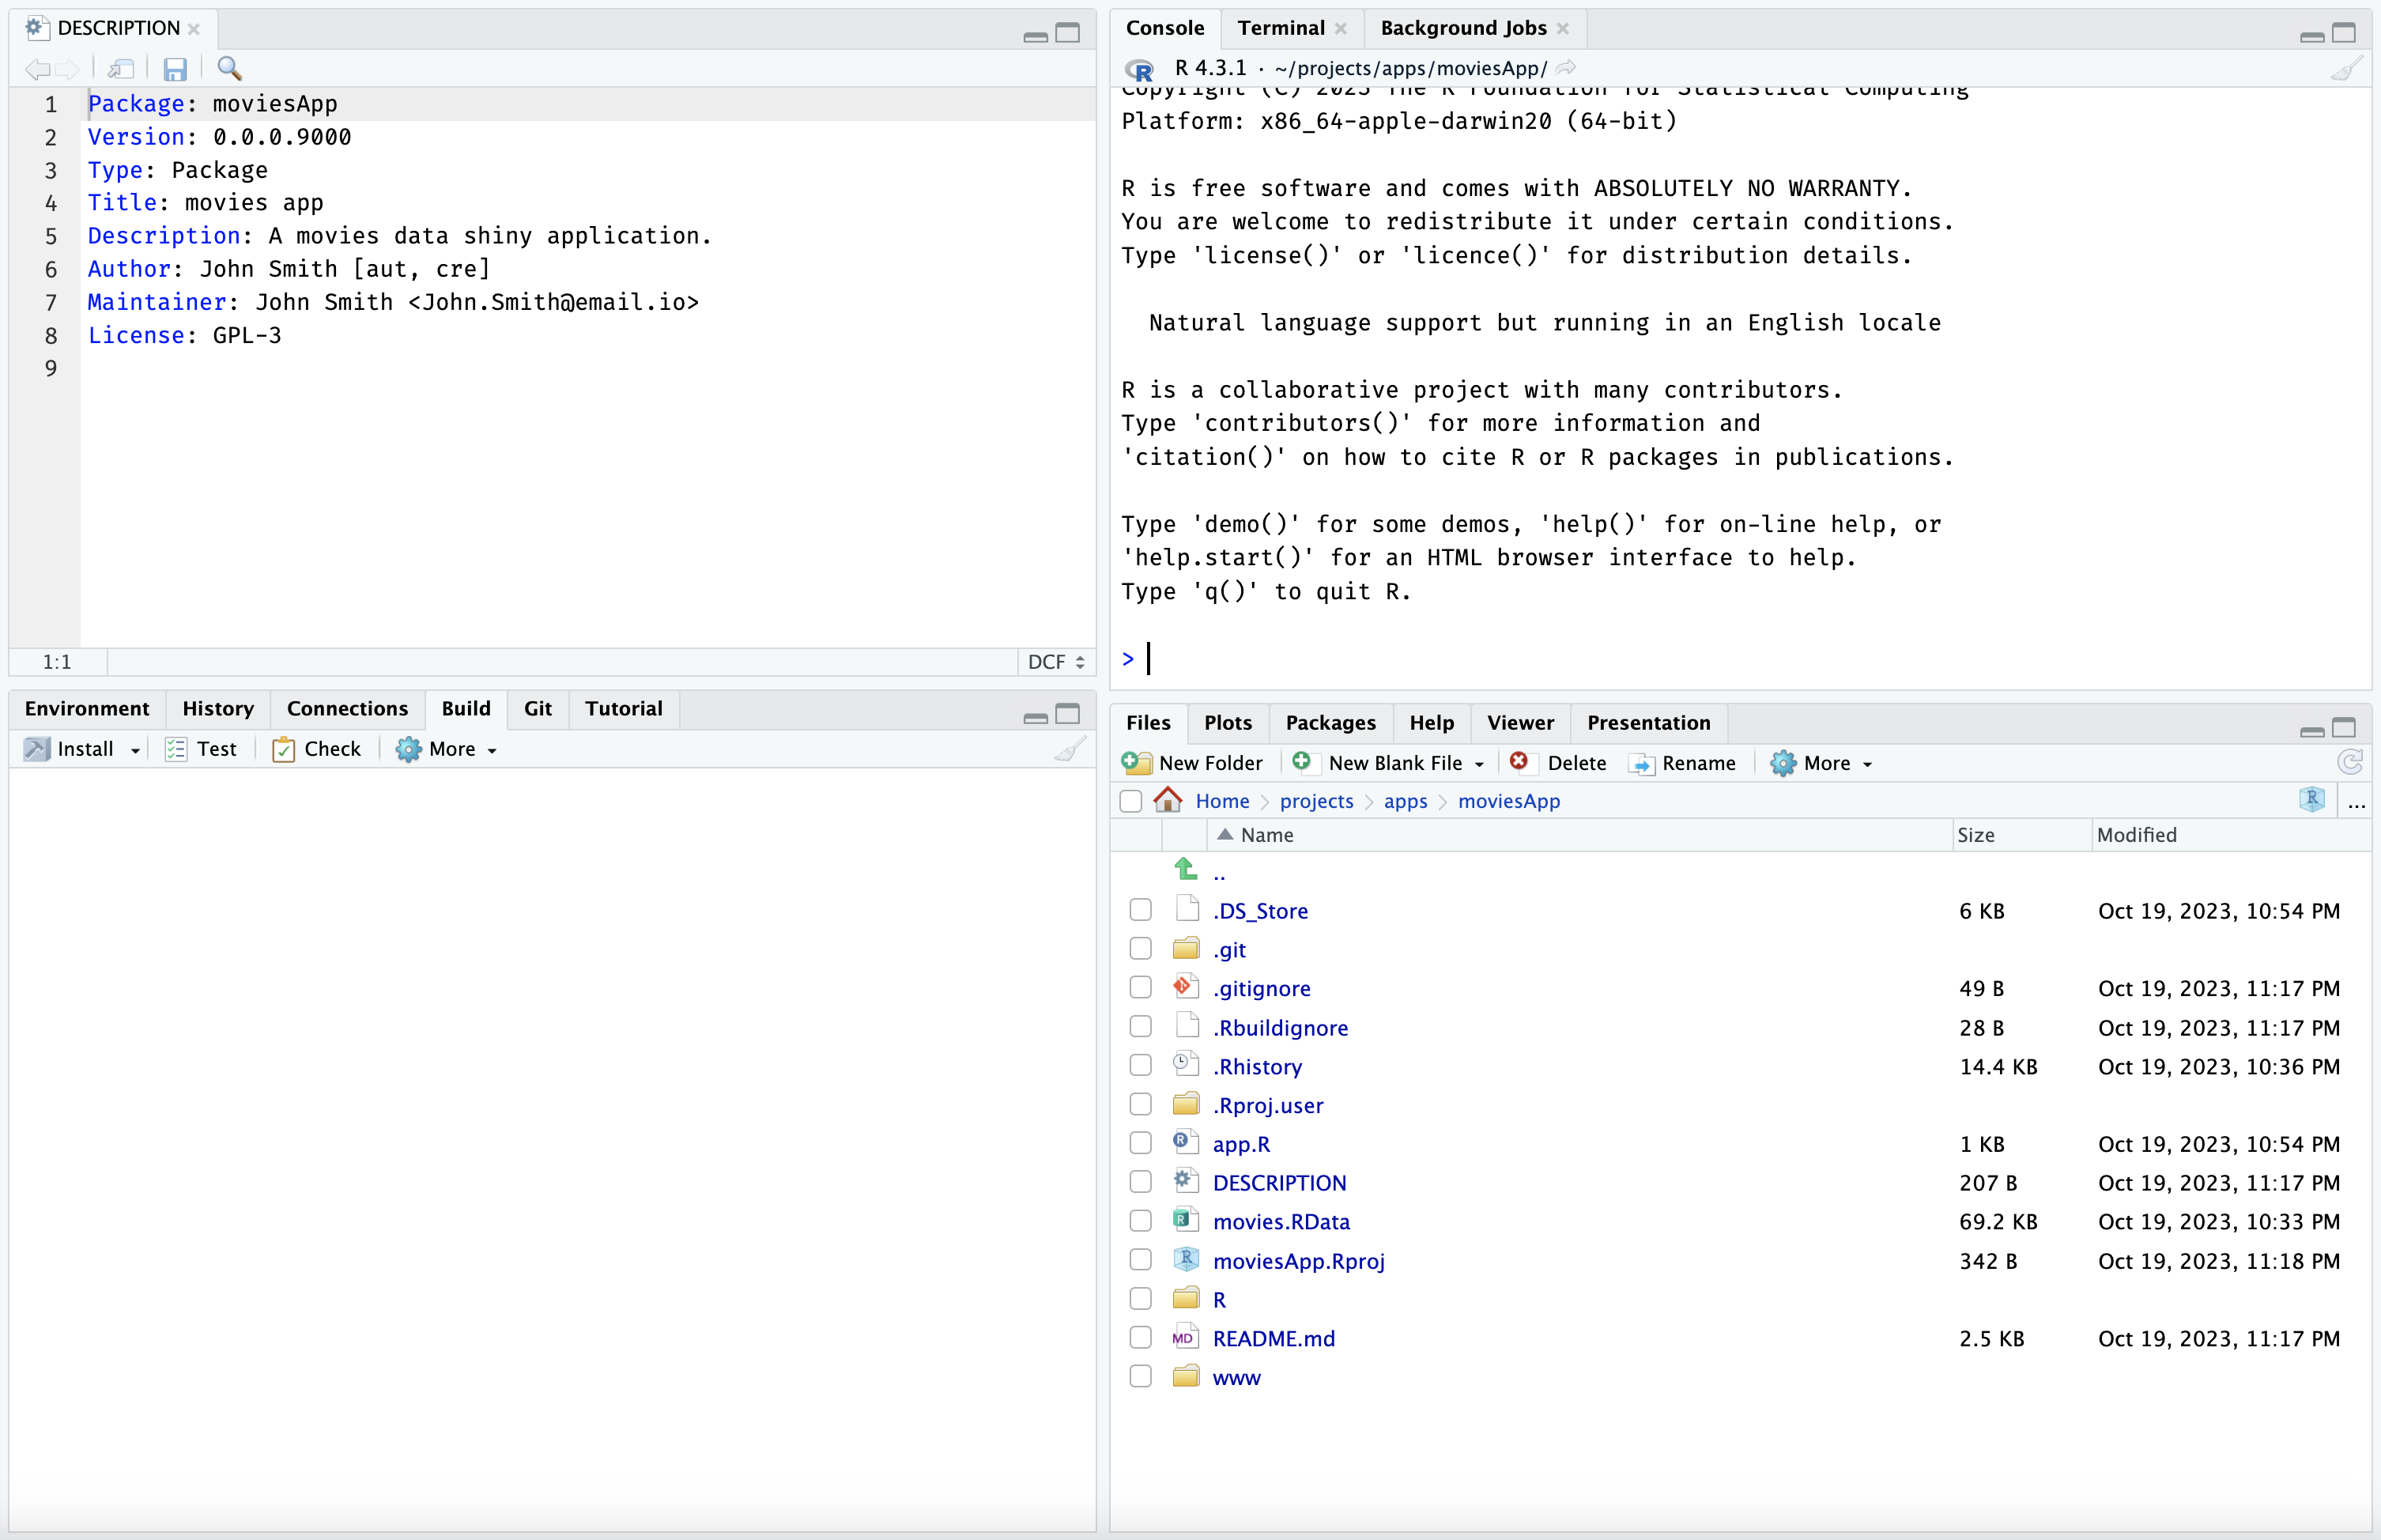 DESCRIPTION
1 Package: moviesApp
2 Version: 0.0.0.9000
3 Type: Package
4 Title: movies app
5 Description: A movies data shiny application.
6 Author: John Smith [aut, cre]
7 Maintainer: John Smith <John.Smith@email.io>
8 License: GPL-3
9
1:1 DCF
Console Terminal Background Jobs
R 4.3.1 · ~/projects/apps/moviesApp/
Copyright (C) 2023 The R Foundation for Statistical Computing
Platform: x86_64-apple-darwin20 (64-bit)
R is free software and comes with ABSOLUTELY NO WARRANTY.
You are welcome to redistribute it under certain conditions.
Type 'license()' or 'licence()' for distribution details.
Natural language support but running in an English locale
R is a collaborative project with many contributors.
Type 'contributors()' for more information and
'citation()' on how to cite R or R packages in publications.
Type 'demo()' for some demos, 'help()' for on-line help, or
'help.start()' for an HTML browser interface to help.
Type 'q()' to quit R.
>
Environment History Connections Build Git Tutorial
Install Test Check More
Files Plots Packages Help Viewer Presentation
New Folder New Blank File Delete Rename More
Home projects apps moviesApp ...
Name Size Modified
..
.DS_Store 6 KB Oct 19, 2023, 10:54 PM
.git
.gitignore 49 B Oct 19, 2023, 11:17 PM
.Rbuildignore 28 B Oct 19, 2023, 11:17 PM
.Rhistory 14.4 KB Oct 19, 2023, 10:36 PM
.Rproj.user
app.R 1 KB Oct 19, 2023, 10:54 PM
DESCRIPTION 207 B Oct 19, 2023, 11:17 PM
movies.RData 69.2 KB Oct 19, 2023, 10:33 PM
moviesApp.Rproj 342 B Oct 19, 2023, 11:18 PM
R
README.md 2.5 KB Oct 19, 2023, 11:17 PM
www